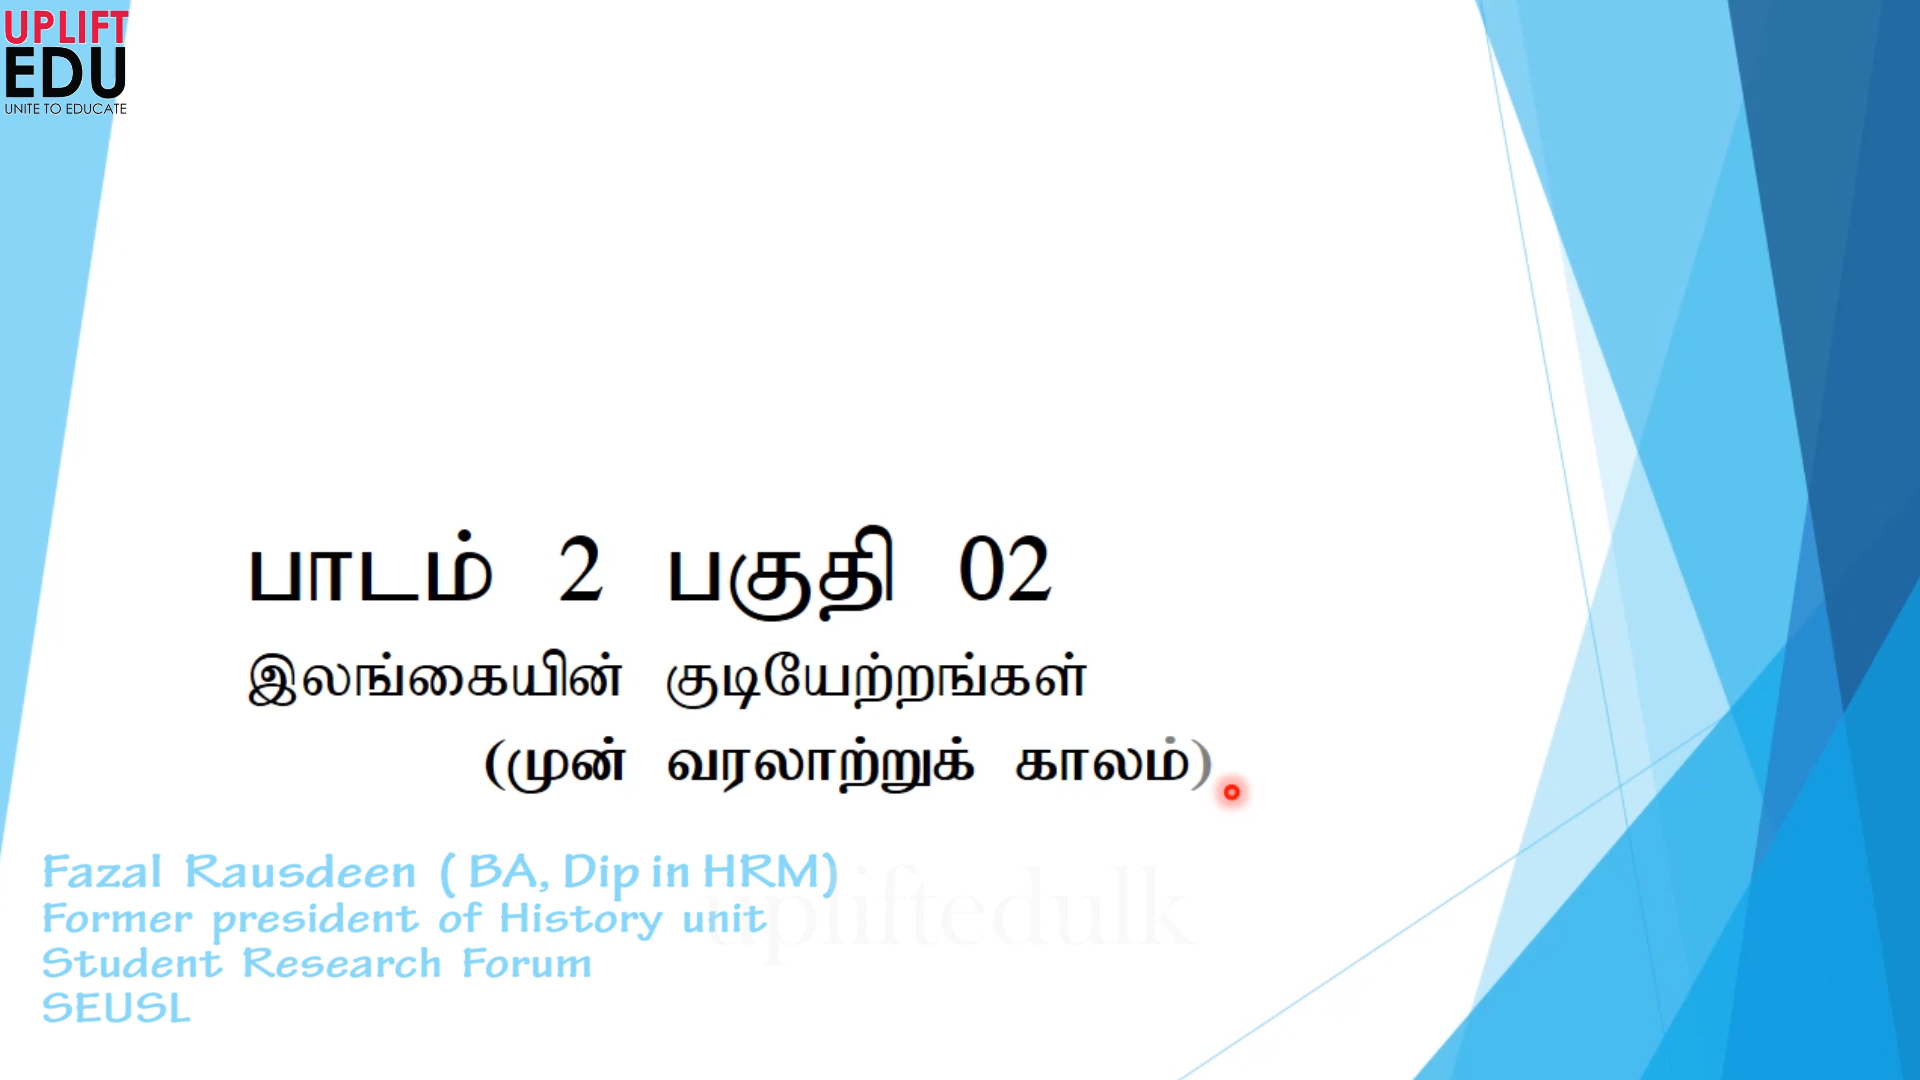 UPLIFT
EDU
UNITE TO EDUCATE
பாடம் 2 பகுதி 02
இலங்கையின் குடியேற்றங்கள்
(முன் வரலாற்றுக் காலம்)
Fazal Rausdeen ( BA, Dip in HRM)
Former president of History unit
Student Research Forum
SEUSL
upliftedulk